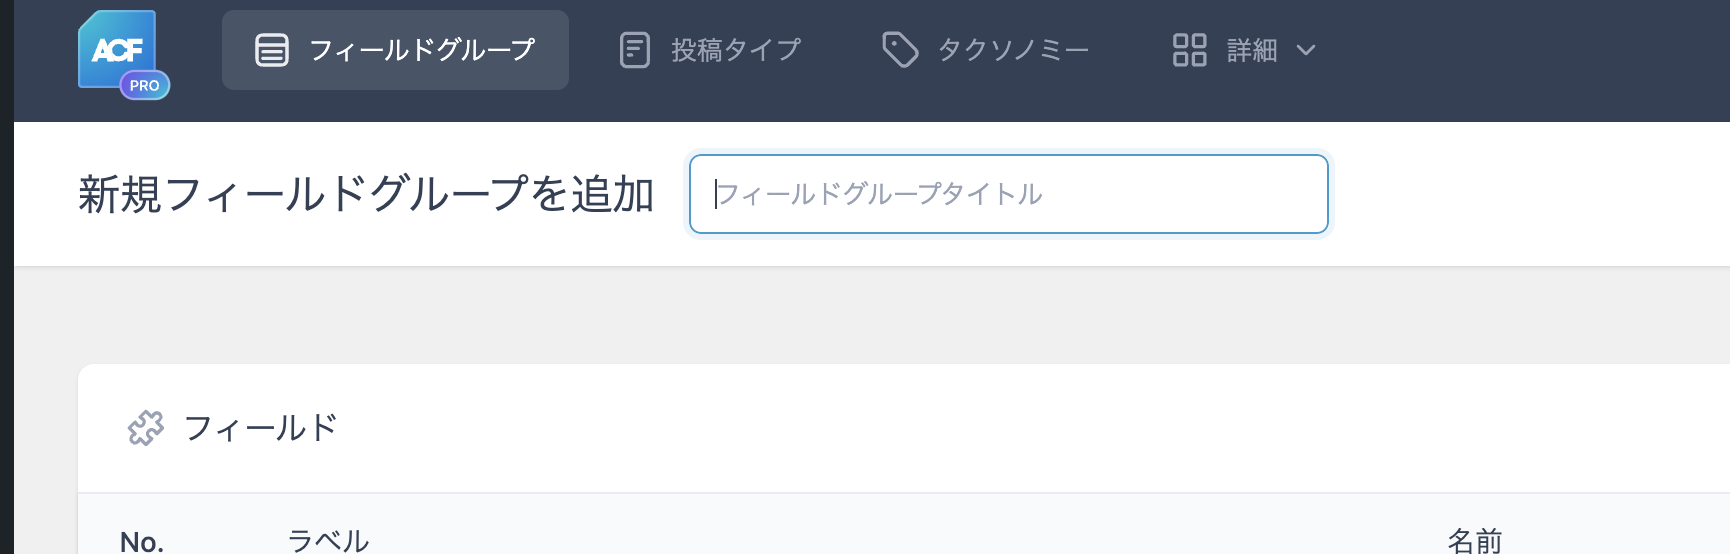 ACF PRO フィールドグループ 投稿タイプ タクソノミー 詳細
新規フィールドグループを追加 フィールドグループタイトル
フィールド
No. ラベル 名前